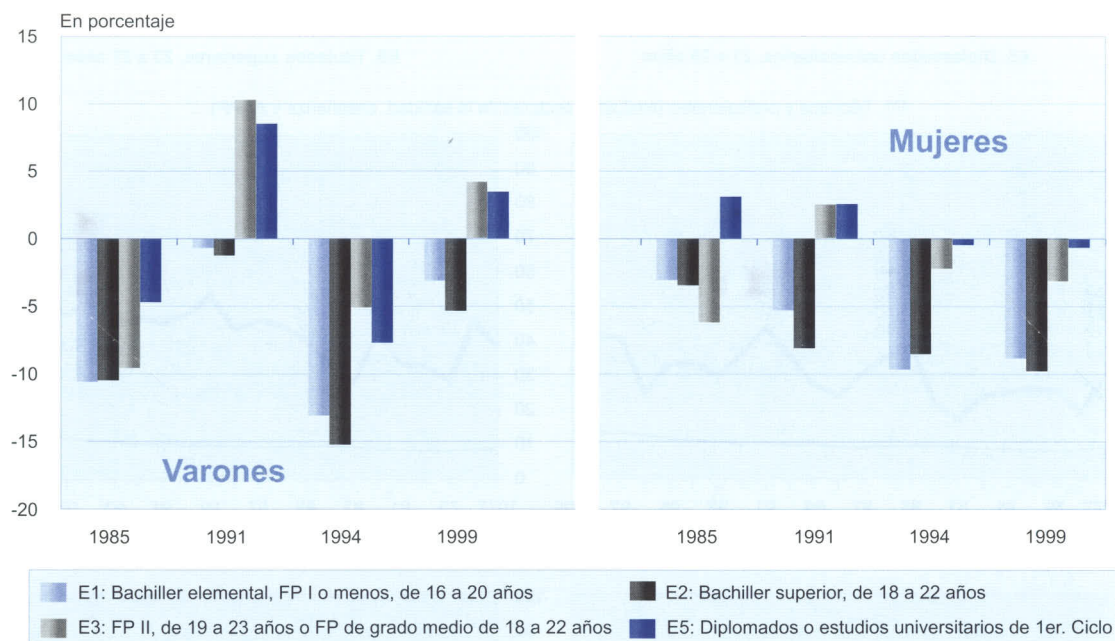 En porcentaje
15
10
5
0
-5
-10
-15
-20
Varones
Mujeres
1985 1991 1994 1999
1985 1991 1994 1999
E1: Bachiller elemental, FP I o menos, de 16 a 20 años
E2: Bachiller superior, de 18 a 22 años
E3: FP II, de 19 a 23 años o FP de grado medio de 18 a 22 años
E5: Diplomados o estudios universitarios de 1er. Ciclo